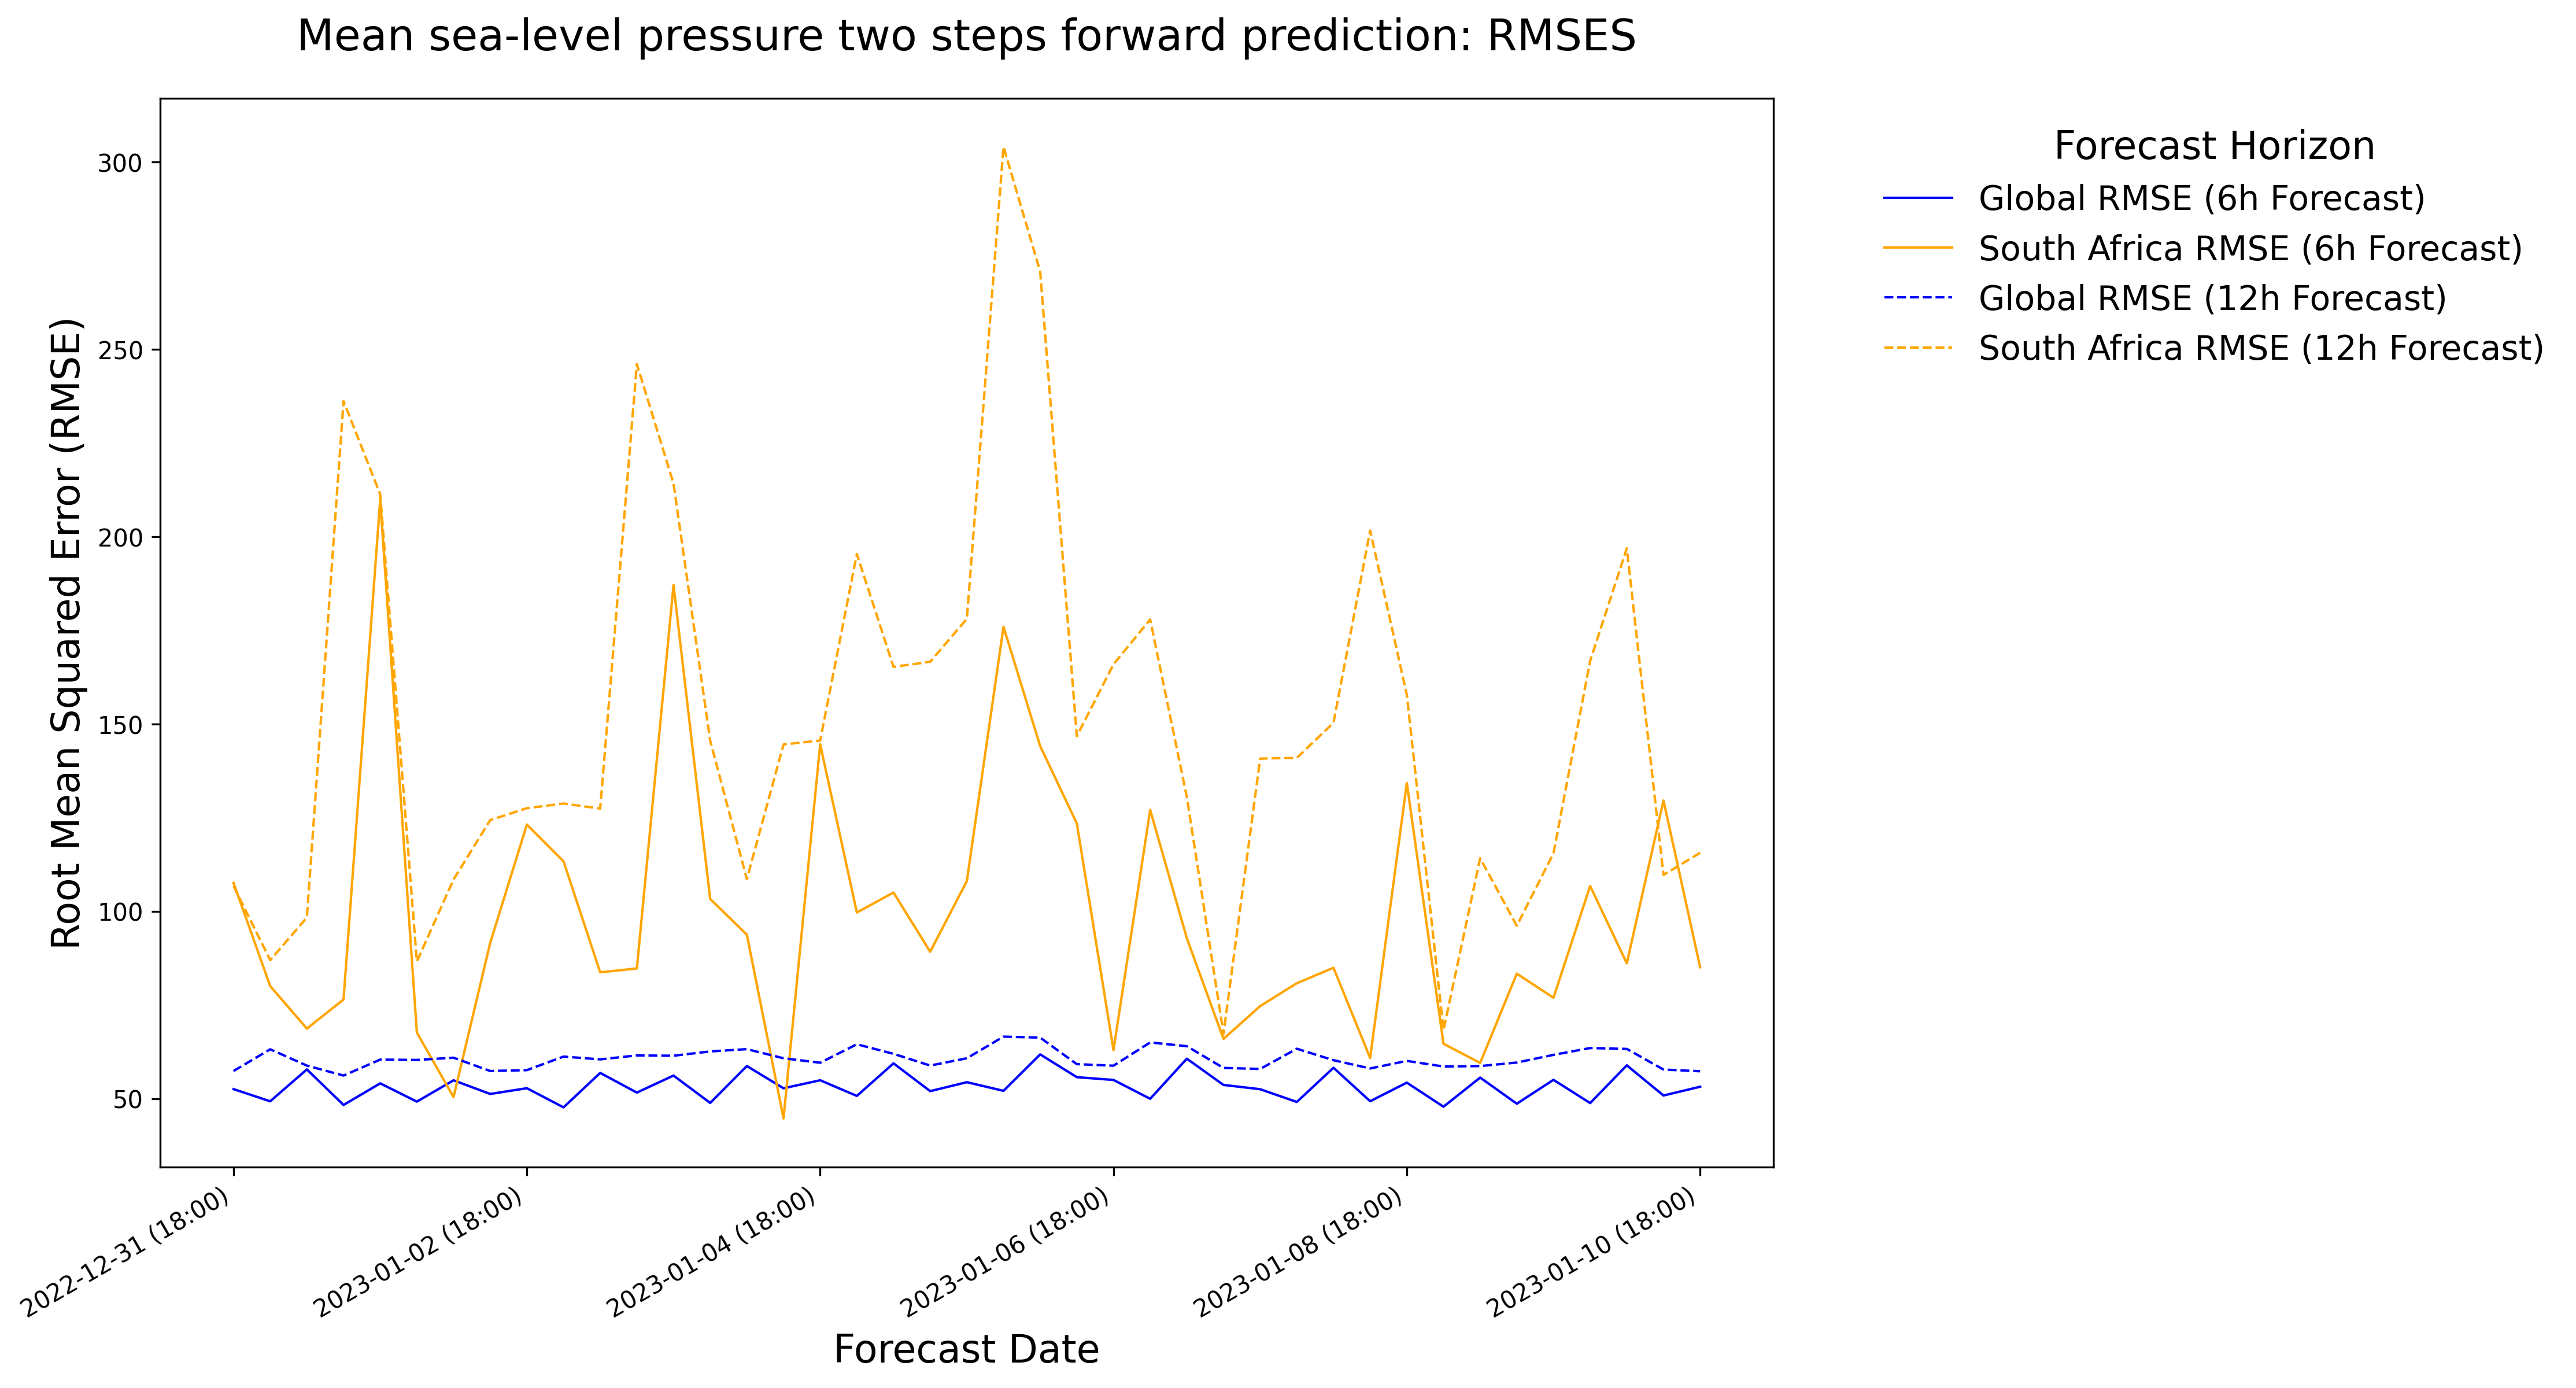 Mean sea-level pressure two steps forward prediction: RMSES
Root Mean Squared Error (RMSE)
300
250
200
150
100
50
2022-12-31 (18:00)
2023-01-02 (18:00)
2023-01-04 (18:00)
2023-01-06 (18:00)
2023-01-08 (18:00)
2023-01-10 (18:00)
Forecast Date
Forecast Horizon
Global RMSE (6h Forecast)
South Africa RMSE (6h Forecast)
Global RMSE (12h Forecast)
South Africa RMSE (12h Forecast)